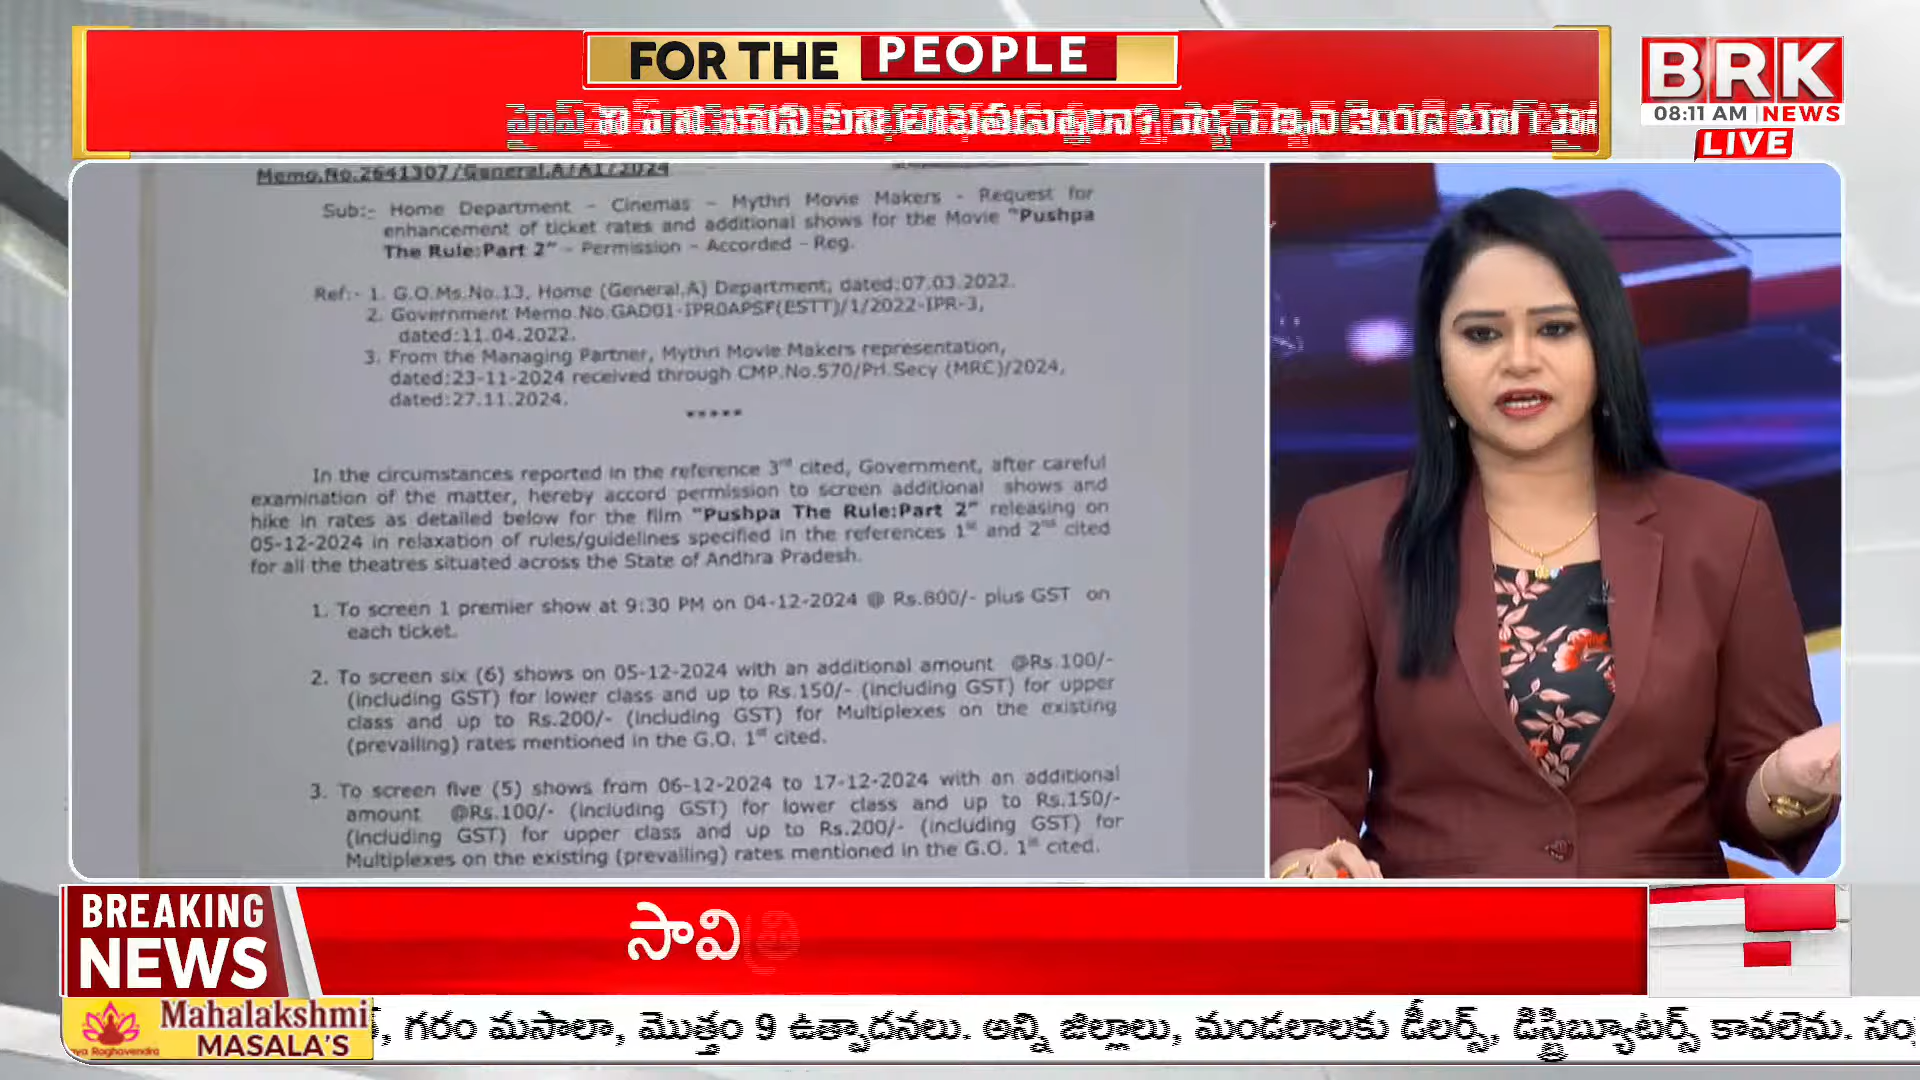 FOR THE PEOPLE
BRK
08:11 AM NEWS
LIVE
Memo.No.2641307/General.A/A1/2024
Sub:- Home Department - Cinemas - Mythri Movie Makers - Request for
enhancement of ticket rates and additional shows for the Movie "Pushpa
The Rule:Part 2" - Permission - Accorded - Reg.
Ref:- 1. G.O.Ms.No.13, Home (General.A) Department, dated:07.03.2022.
2. Government Memo.No.GAD01-IPR0APSF(ESTT)/1/2022-IPR-3,
dated:11.04.2022.
3. From the Managing Partner, Mythri Movie Makers representation,
dated:23-11-2024 received through CMP.No.570/Prl.Secy (MRC)/2024,
dated:27.11.2024.
*****
In the circumstances reported in the reference 3rd cited, Government, after careful
examination of the matter, hereby accord permission to screen additional shows and
hike in rates as detailed below for the film "Pushpa The Rule:Part 2" releasing on
05-12-2024 in relaxation of rules/guidelines specified in the references 1st and 2nd cited
for all the theatres situated across the State of Andhra Pradesh.
1. To screen 1 premier show at 9:30 PM on 04-12-2024 @ Rs.800/- plus GST on
each ticket.
2. To screen six (6) shows on 05-12-2024 with an additional amount @Rs.100/-
(including GST) for lower class and up to Rs.150/- (including GST) for upper
class and up to Rs.200/- (including GST) for Multiplexes on the existing
(prevailing) rates mentioned in the G.O. 1st cited.
3. To screen five (5) shows from 06-12-2024 to 17-12-2024 with an additional
amount @Rs.100/- (including GST) for lower class and up to Rs.150/-
(including GST) for upper class and up to Rs.200/- (including GST) for
Multiplexes on the existing (prevailing) rates mentioned in the G.O. 1st cited.
BREAKING
NEWS
సావిత్రి
Mahalakshmi
MASALA'S
Raghavendra
, గరం మసాలా, మొత్తం 9 ఉత్పాదనలు. అన్ని జిల్లాలు, మండలాలకు డీలర్స్, డిస్ట్రిబ్యూటర్స్ కావలెను.